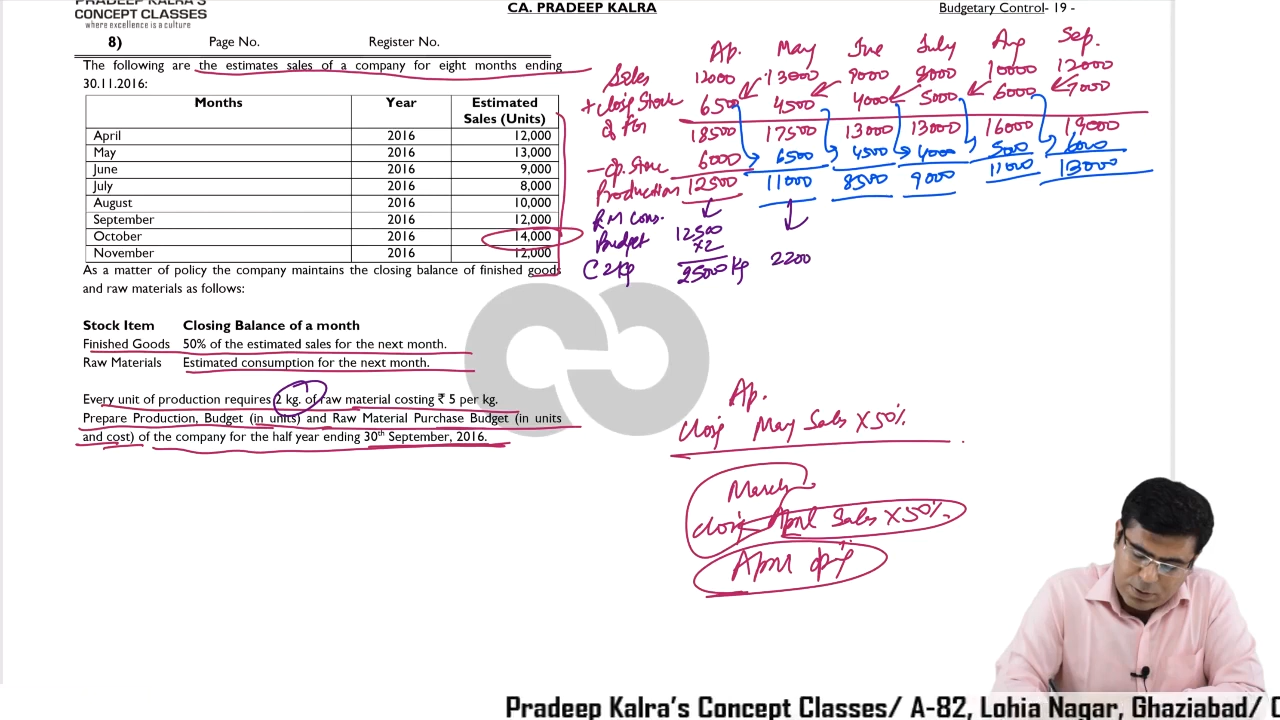 PRADEEP KALRA'S
CONCEPT CLASSES
where excellence is a culture
CA. PRADEEP KALRA
Budgetary Control- 19 -
8) Page No. Register No.
The following are the estimates sales of a company for eight months ending
30.11.2016:
Months Year Estimated Sales (Units)
April 2016 12,000
May 2016 13,000
June 2016 9,000
July 2016 8,000
August 2016 10,000
September 2016 12,000
October 2016 14,000
November 2016 12,000
As a matter of policy the company maintains the closing balance of finished goods
and raw materials as follows:
Stock Item Closing Balance of a month
Finished Goods 50% of the estimated sales for the next month.
Raw Materials Estimated consumption for the next month.
Every unit of production requires 2 kg. of raw material costing ₹ 5 per kg.
Prepare Production, Budget (in units) and Raw Material Purchase Budget (in units
and cost) of the company for the half year ending 30th September, 2016.
Ap. May June July Aug Sep.
Sales 12000 13000 9000 8000 10000 12000
+ Closing Stock of FG 6500 4500 4000 5000 6000 7000
18500 17500 13000 13000 16000 19000
- op. Stock 6000 6500 4500 4000 5000 6000
Production 12500 11000 8500 9000 11000 13000
RM Cons.
Budget 12500
×2
C 2 kg 25000 kg 2200
Ap.
May Sales × 50%
March
April Sales × 50%.
April
Pradeep Kalra's Concept Classes/ A-82, Lohia Nagar, Ghaziabad/